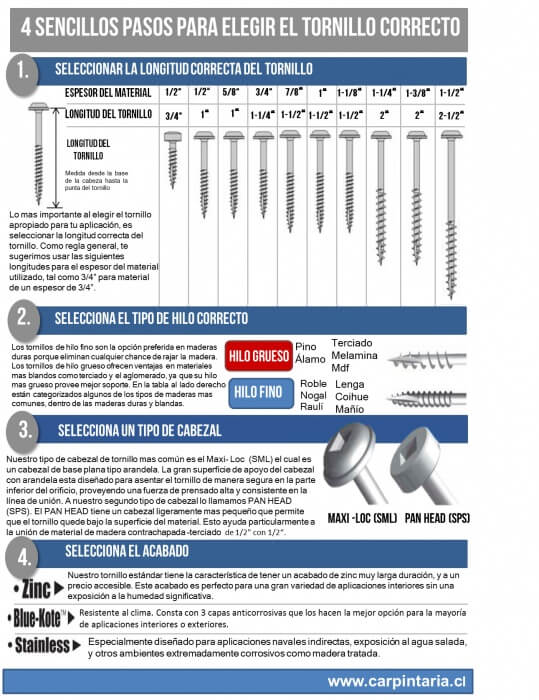 4 SENCILLOS PASOS PARA ELEGIR EL TORNILLO CORRECTO
1. SELECCIONAR LA LONGITUD CORRECTA DEL TORNILLO
ESPESOR DEL MATERIAL 1/2" 1/2" 5/8" 3/4" 7/8" 1" 1-1/8" 1-1/4" 1-3/8" 1-1/2"
LONGITUD DEL TORNILLO 3/4" 1" 1" 1-1/4" 1-1/4" 1-1/2" 1-1/2" 2" 2" 2-1/2"
LONGITUD DEL
TORNILLO
Medida desde la base
de la cabeza hasta la
punta del tornillo
Lo mas importante al elegir el tornillo
apropiado para tu aplicación, es
seleccionar la longitud correcta del
tornillo. Como regla general, te
sugerimos usar las siguientes
longitudes para el espesor del material
utilizado, tal como 3/4" para material
de un espesor de 3/4".
2. SELECCIONA EL TIPO DE HILO CORRECTO
Los tornillos de hilo fino son la opción preferida en maderas
duras porque eliminan cualquier chance de rajar la madera.
Los tornillos de hilo grueso ofrecen ventajas en materiales
mas blandos como terciado y el aglomerado, ya que su hilo
mas grueso provee mejor soporte. En la tabla al lado derecho
están categorizados algunos de los tipos de maderas mas
comunes, dentro de las maderas duras y blandas.
HILO GRUESO
Pino
Álamo
Terciado
Melamina
Mdf
HILO FINO
Roble
Nogal
Raulí
Lenga
Coihue
Mañío
3. SELECCIONA UN TIPO DE CABEZAL
Nuestro tipo de cabezal de tornillo mas común es el Maxi- Loc (SML) el cual es
un cabezal de base plana tipo arandela. La gran superficie de apoyo del cabezal
con arandela esta diseñado para asentar el tornillo de manera segura en la parte
inferior del orificio, proveyendo una fuerza de prensado alta y consistente en la
línea de unión. A nuestro segundo tipo de cabezal lo llamamos PAN HEAD
(SPS). El PAN HEAD tiene un cabezal ligeramente mas pequeño que permite
que el tornillo quede bajo la superficie del material. Esto ayuda particularmente a
la unión de material de madera contrachapada-terciado de 1/2" con 1/2".
MAXI -LOC (SML) PAN HEAD (SPS)
4. SELECCIONA EL ACABADO
• Zinc
Nuestro tornillo estándar tiene la característica de tener un acabado de zinc muy larga duración, y a un
precio accesible. Este acabado es perfecto para una gran variedad de aplicaciones interiores sin una
exposición a la humedad significativa.
• Blue-Kote™
Resistente al clima. Consta con 3 capas anticorrosivas que los hacen la mejor opción para la mayoría
de aplicaciones interiores o exteriores.
• Stainless
Especialmente diseñado para aplicaciones navales indirectas, exposición al agua salada,
y otros ambientes extremadamente corrosivos como madera tratada.
www.carpintaria.cl